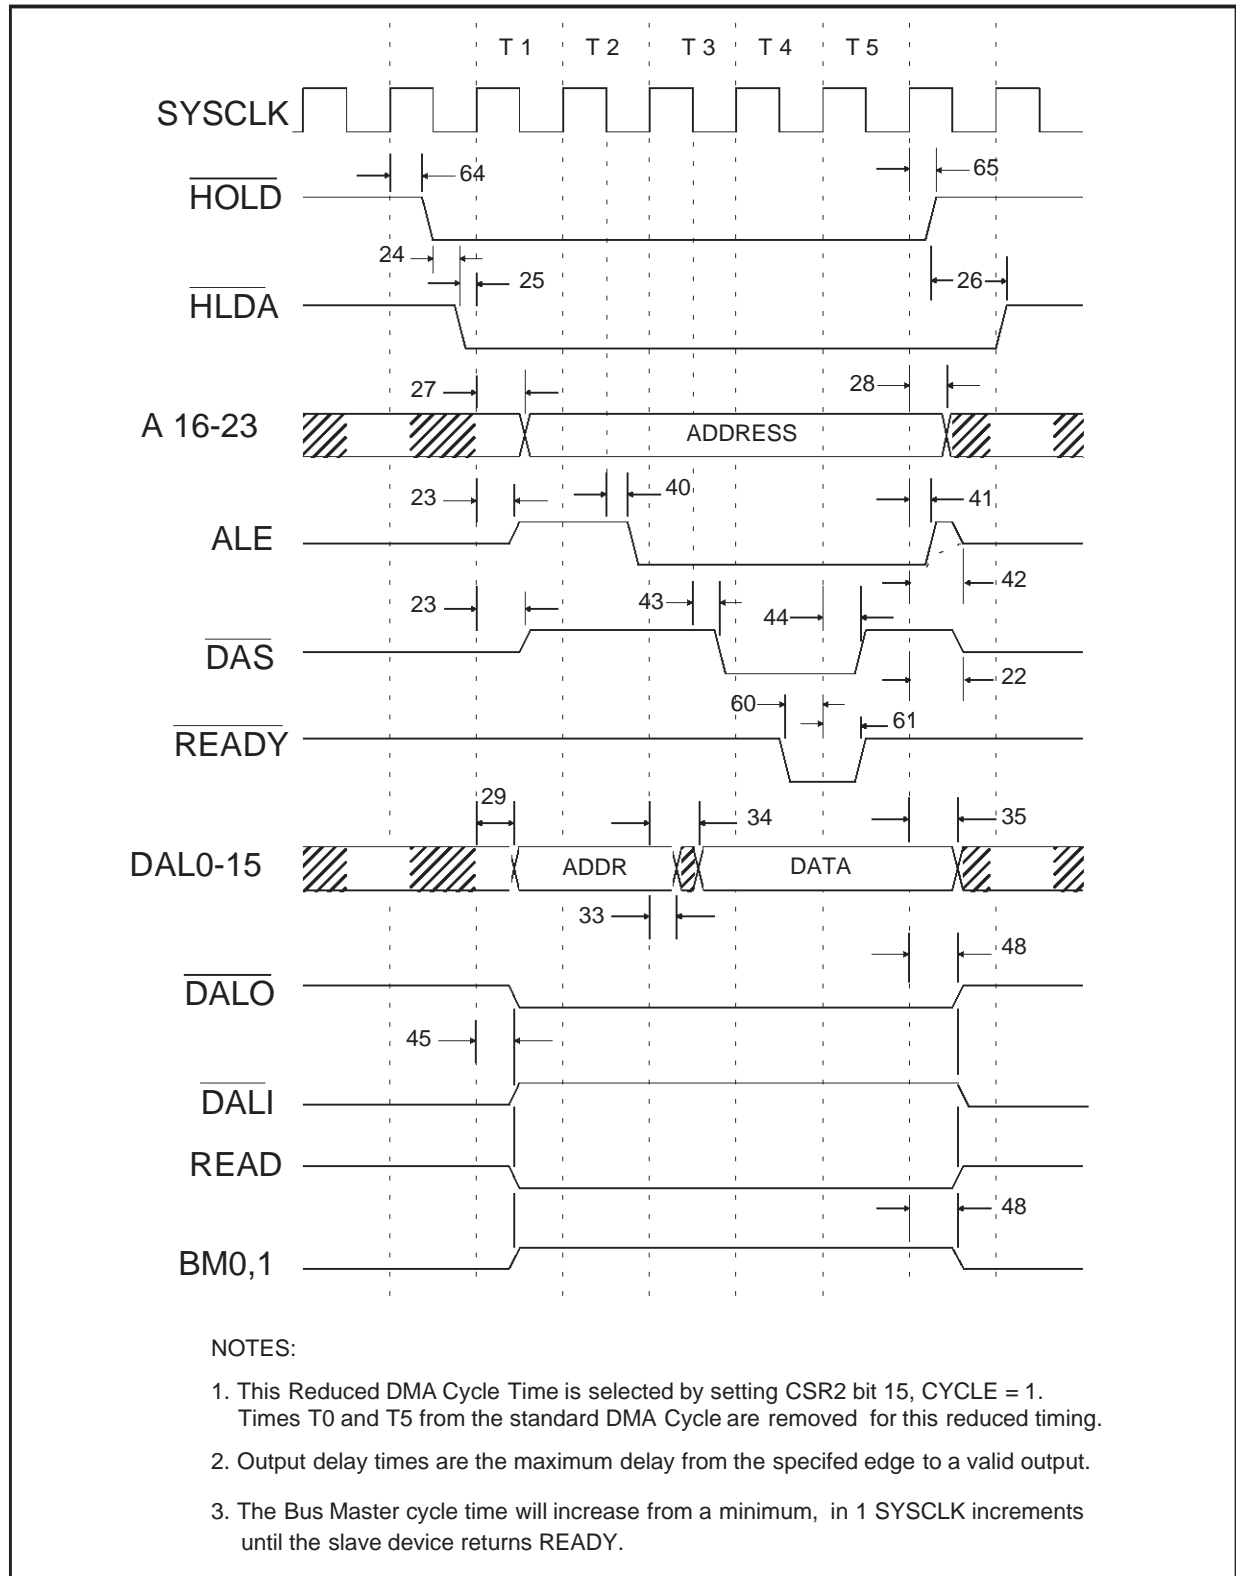 T 1 T 2 T 3 T 4 T 5
SYSCLK
64 65
HOLD
24 25 26
HLDA
27 28
A 16-23 ADDRESS
23 40 41
ALE
42
23 43 44
DAS
22
60 61
READY
29 34 35
DAL0-15 ADDR DATA
33
48
DALO
45
DALI
READ
48
BM0,1
NOTES:
1. This Reduced DMA Cycle Time is selected by setting CSR2 bit 15, CYCLE = 1.
Times T0 and T5 from the standard DMA Cycle are removed for this reduced timing.
2. Output delay times are the maximum delay from the specifed edge to a valid output.
3. The Bus Master cycle time will increase from a minimum, in 1 SYSCLK increments
until the slave device returns READY.